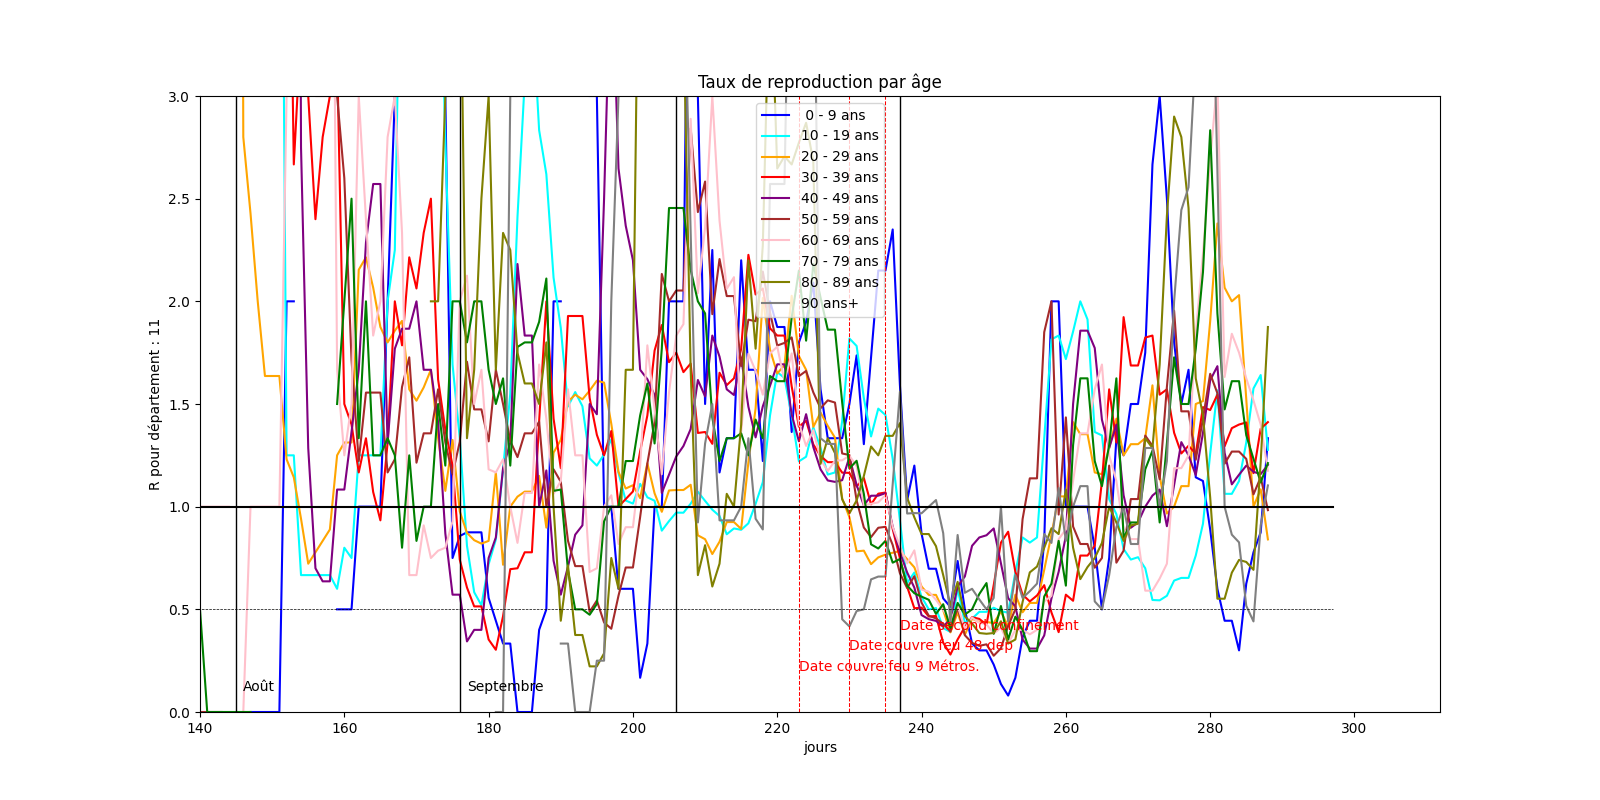 Taux de reproduction par âge
3.0
2.5
2.0
1.5
1.0
0.5
0.0
R pour département : 11
0 - 9 ans
10 - 19 ans
20 - 29 ans
30 - 39 ans
40 - 49 ans
50 - 59 ans
60 - 69 ans
70 - 79 ans
80 - 89 ans
90 ans+
Date second confinement
Date couvre feu 48 dep
Date couvre feu 9 Métros.
Août
Septembre
140 160 180 200 220 240 260 280 300
jours